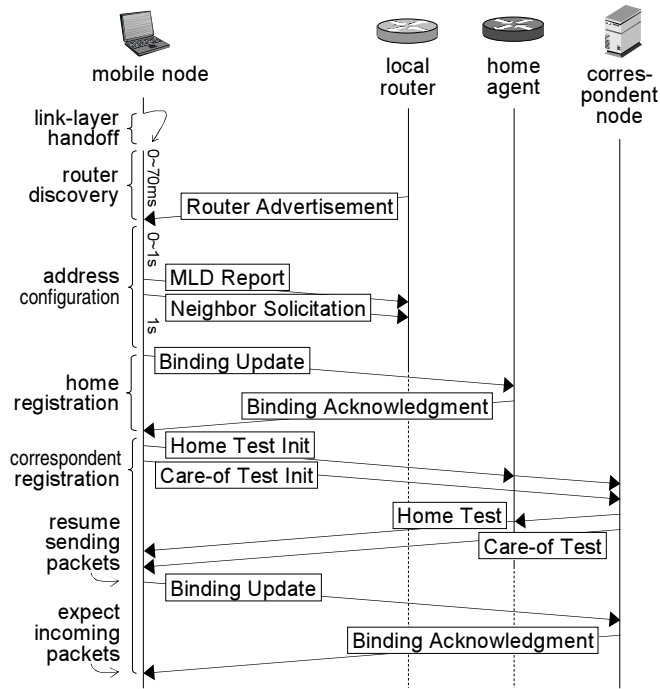 mobile node
local
router
home
agent
corres-
pondent
node
link-layer
handoff
0~70ms
router
discovery
Router Advertisement
0~1s
MLD Report
address
configuration
Neighbor Solicitation
1s
Binding Update
home
registration
Binding Acknowledgment
Home Test Init
correspondent
registration
Care-of Test Init
Home Test
resume
sending
packets
Care-of Test
Binding Update
expect
incoming
packets
Binding Acknowledgment